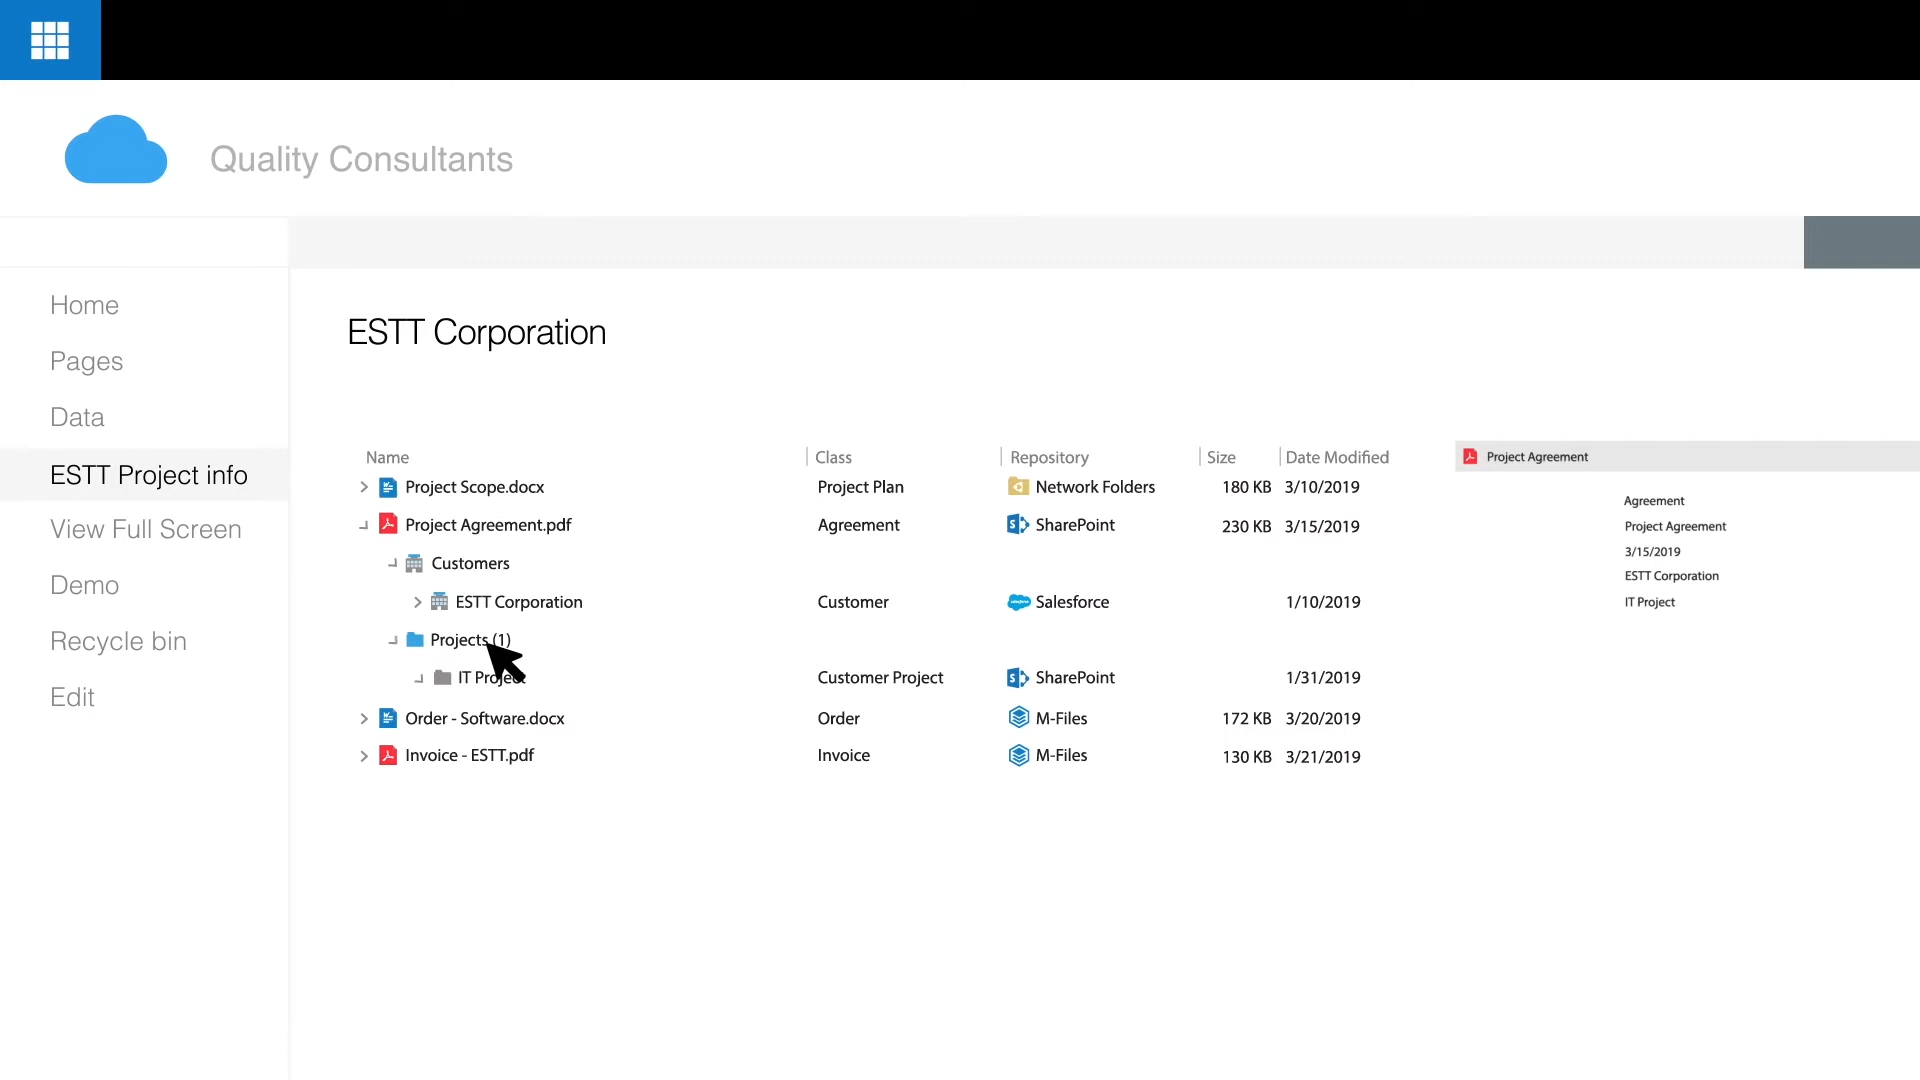 Quality Consultants
Home
Pages
Data
ESTT Project info
View Full Screen
Demo
Recycle bin
Edit
ESTT Corporation
Name Class Repository Size Date Modified
Project Scope.docx Project Plan Network Folders 180 KB 3/10/2019
Project Agreement.pdf Agreement SharePoint 230 KB 3/15/2019
Customers
ESTT Corporation Customer Salesforce 1/10/2019
Projects (1)
IT Project Customer Project SharePoint 1/31/2019
Order - Software.docx Order M-Files 172 KB 3/20/2019
Invoice - ESTT.pdf Invoice M-Files 130 KB 3/21/2019
Project Agreement
Agreement
Project Agreement
3/15/2019
ESTT Corporation
IT Project